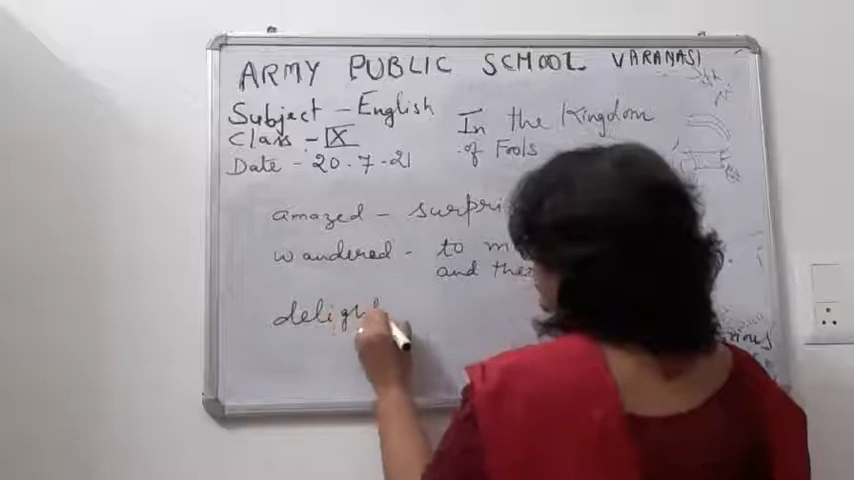 ARMY PUBLIC SCHOOL VARANASI
Subject - English
Class - IX
Date - 20.7.21
In the Kingdom
of Fools
amazed - surpri
wandered - to m
and the
deligh